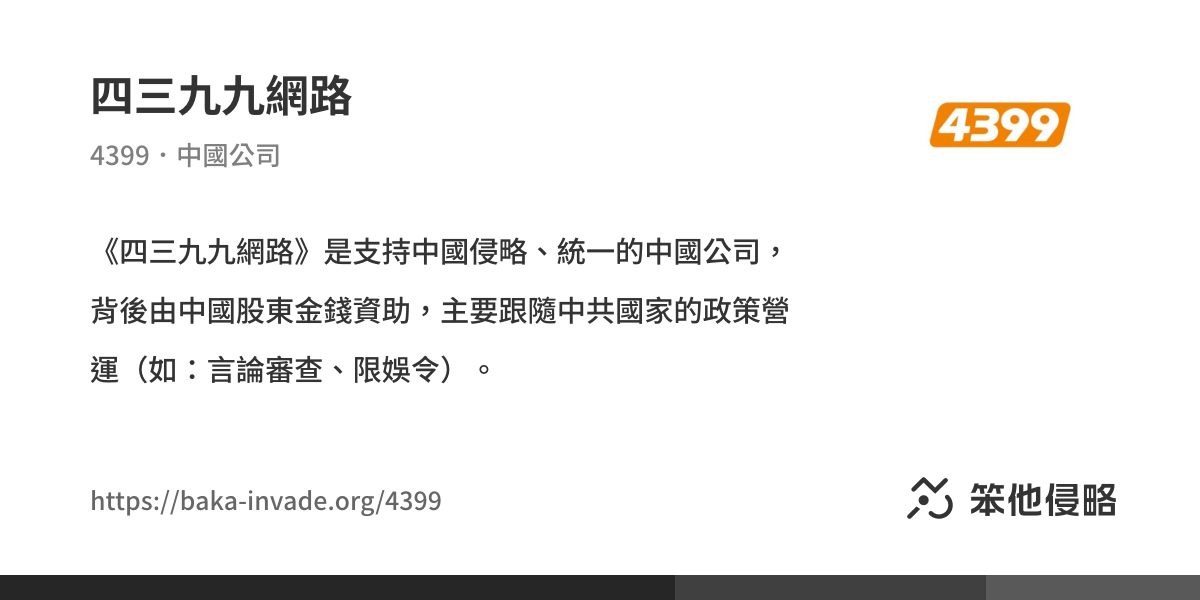 四三九九網路
4399・中國公司
4399
《四三九九網路》是支持中國侵略、統一的中國公司，
背後由中國股東金錢資助，主要跟隨中共國家的政策營
運（如：言論審查、限娛令）。
https://baka-invade.org/4399
笨他侵略